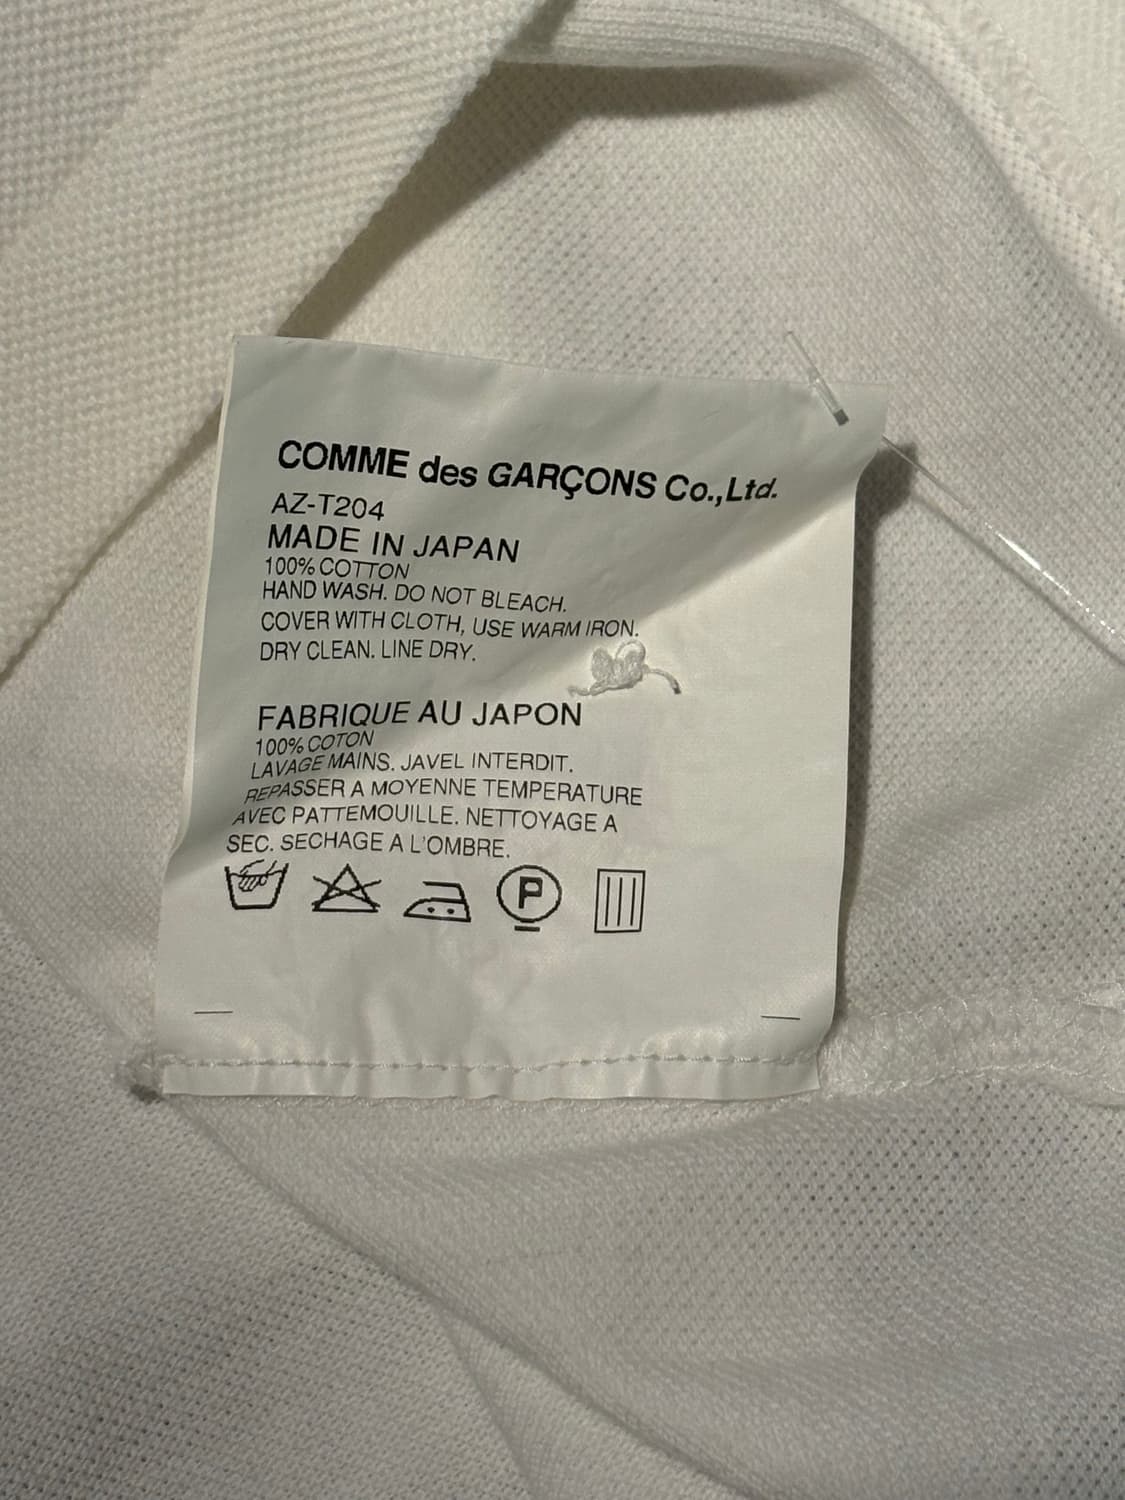 COMME des GARÇONS Co.,Ltd.
AZ-T204
MADE IN JAPAN
100% COTTON
HAND WASH. DO NOT BLEACH.
COVER WITH CLOTH, USE WARM IRON.
DRY CLEAN. LINE DRY.
FABRIQUE AU JAPON
100% COTON
LAVAGE MAINS. JAVEL INTERDIT.
REPASSER A MOYENNE TEMPERATURE
AVEC PATTEMOUILLE. NETTOYAGE A
SEC. SECHAGE A L'OMBRE.
P